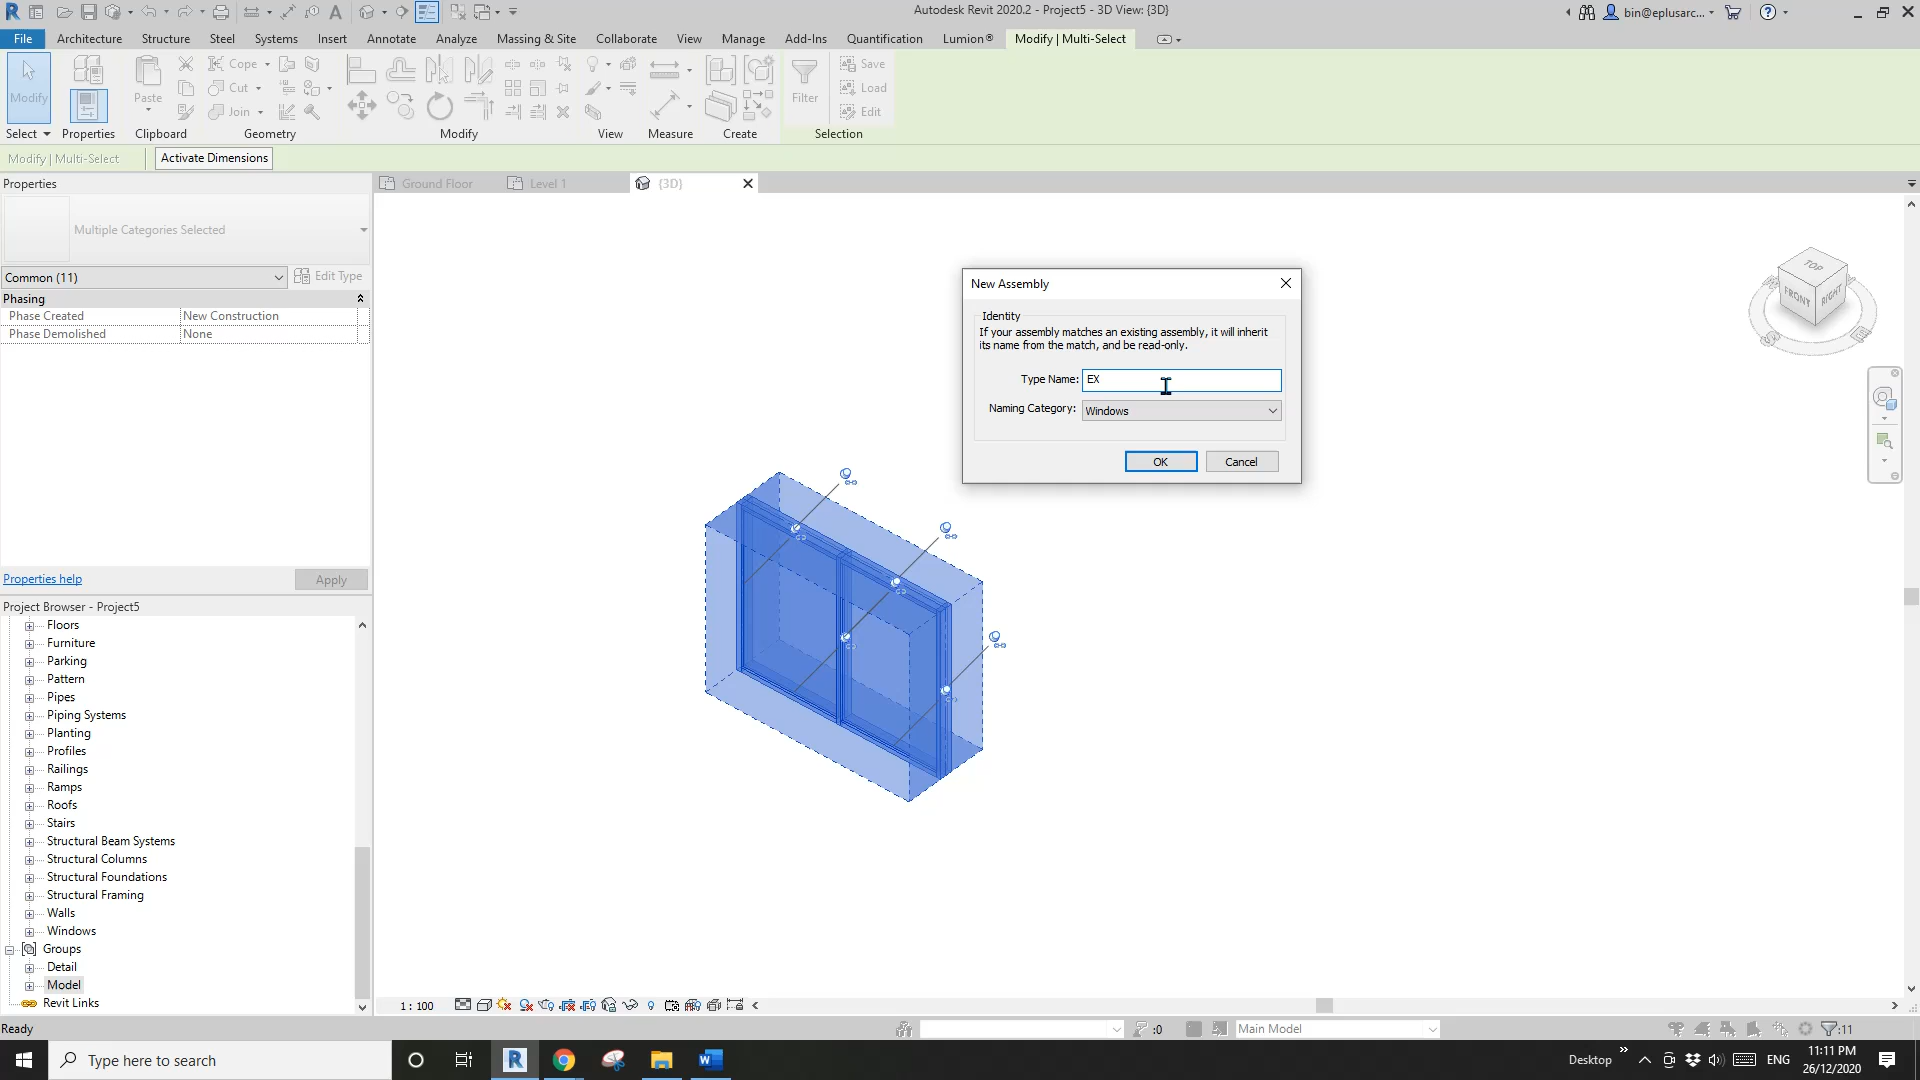 Autodesk Revit 2020.2 - Project5 - 3D View: {3D}
bin@eplusarc...
File
Architecture
Structure
Steel
Systems
Insert
Annotate
Analyze
Massing & Site
Collaborate
View
Manage
Add-Ins
Quantification
Lumion®
Modify | Multi-Select
Modify
Paste
Cope
Cut
Join
Filter
Save
Load
Edit
Select
Properties
Clipboard
Geometry
Modify
View
Measure
Create
Selection
Modify | Multi-Select
Activate Dimensions
Properties
Multiple Categories Selected
Common (11)
Edit Type
Phasing
Phase Created
New Construction
Phase Demolished
None
Properties help
Apply
Project Browser - Project5
Floors
Furniture
Parking
Pattern
Pipes
Piping Systems
Planting
Profiles
Railings
Ramps
Roofs
Stairs
Structural Beam Systems
Structural Columns
Structural Foundations
Structural Framing
Walls
Windows
Groups
Detail
Model
Revit Links
Ground Floor
Level 1
{3D}
New Assembly
Identity
If your assembly matches an existing assembly, it will inherit
its name from the match, and be read-only.
Type Name:
EX
Naming Category:
Windows
OK
Cancel
TOP
FRONT
RIGHT
1 : 100
Ready
:0
Main Model
:11
Type here to search
Desktop
ENG
11:11 PM
26/12/2020